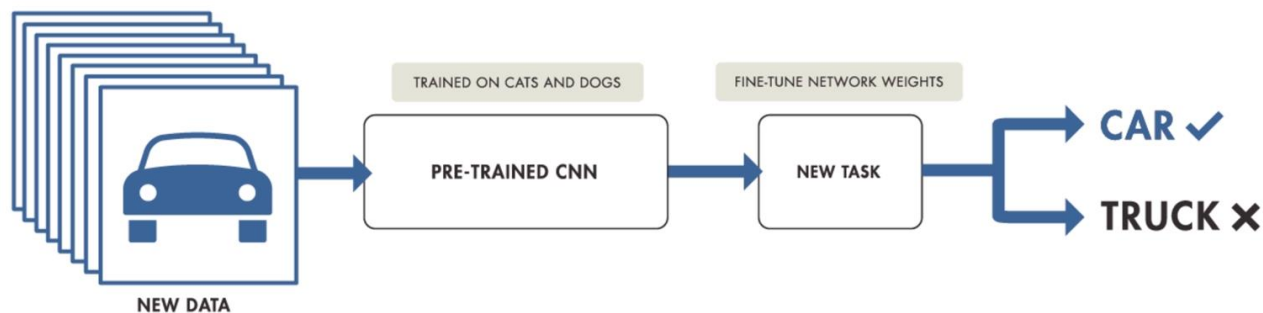 TRAINED ON CATS AND DOGS
FINE-TUNE NETWORK WEIGHTS
PRE-TRAINED CNN
NEW TASK
CAR ✓
TRUCK ✕
NEW DATA